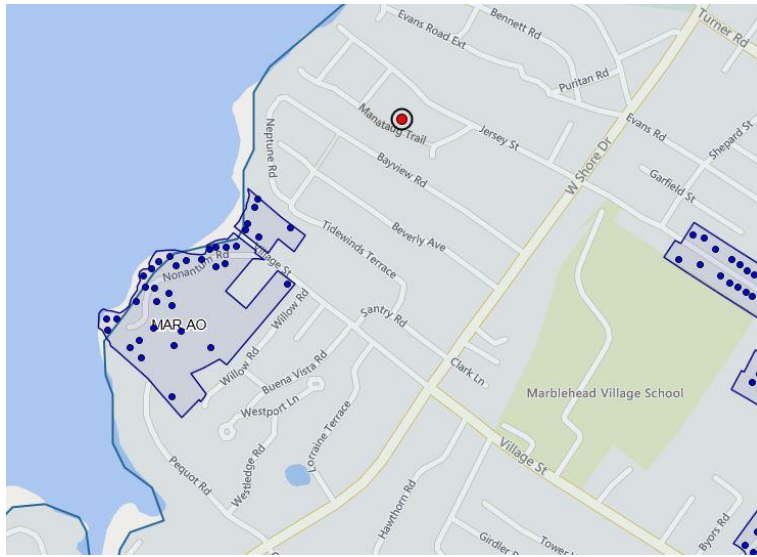 Bennett Rd
Evans Road Ext
Turner Rd
Puritan Rd
Manataug Trail
Jersey St
Evans Rd
Shepard St
Neptune Rd
W Shore Dr
Bayview Rd
Garfield St
Beverly Ave
Tidewinds Terrace
Village St
Nonantum Rd
MAR.AO
Willow Rd
Santry Rd
Willow Rd
Buena Vista Rd
Clark Ln
Marblehead Village School
Westport Ln
Lorraine Terrace
Village St
Westledge Rd
Pequot Rd
Hawthorn Rd
Byors Rd
Tower
Girdler